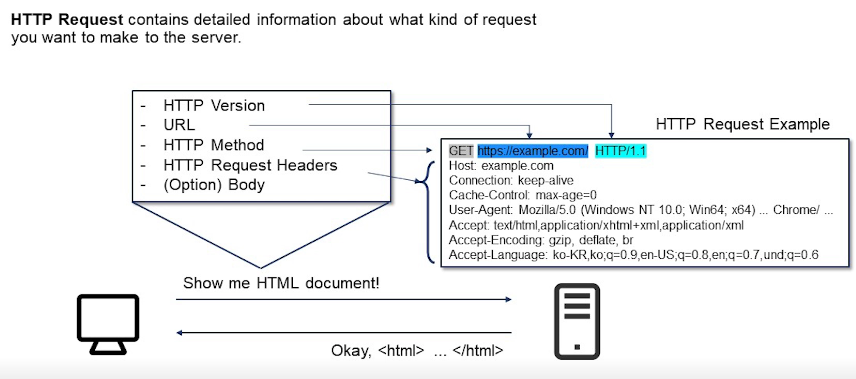 HTTP Request contains detailed information about what kind of request
you want to make to the server.
- HTTP Version
- URL
- HTTP Method
- HTTP Request Headers
- (Option) Body
HTTP Request Example
GET https://example.com/ HTTP/1.1
Host: example.com
Connection: keep-alive
Cache-Control: max-age=0
User-Agent: Mozilla/5.0 (Windows NT 10.0; Win64; x64) ... Chrome/ ...
Accept: text/html,application/xhtml+xml,application/xml
Accept-Encoding: gzip, deflate, br
Accept-Language: ko-KR,ko;q=0.9,en-US;q=0.8,en;q=0.7,und;q=0.6
Show me HTML document!
Okay, <html> ... </html>